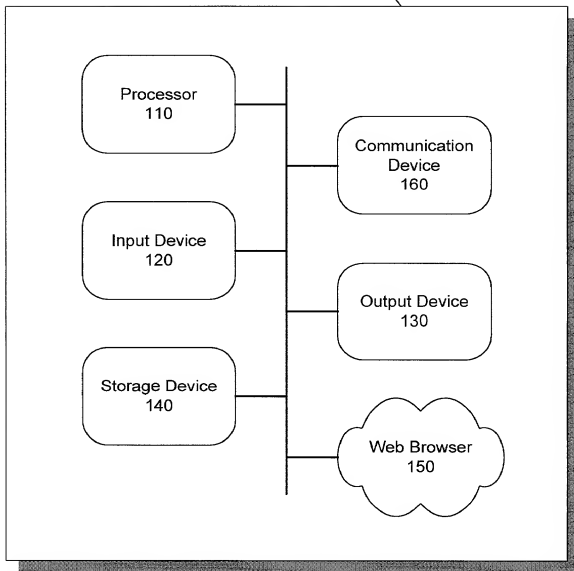 Processor
110
Communication
Device
160
Input Device
120
Output Device
130
Storage Device
140
Web Browser
150